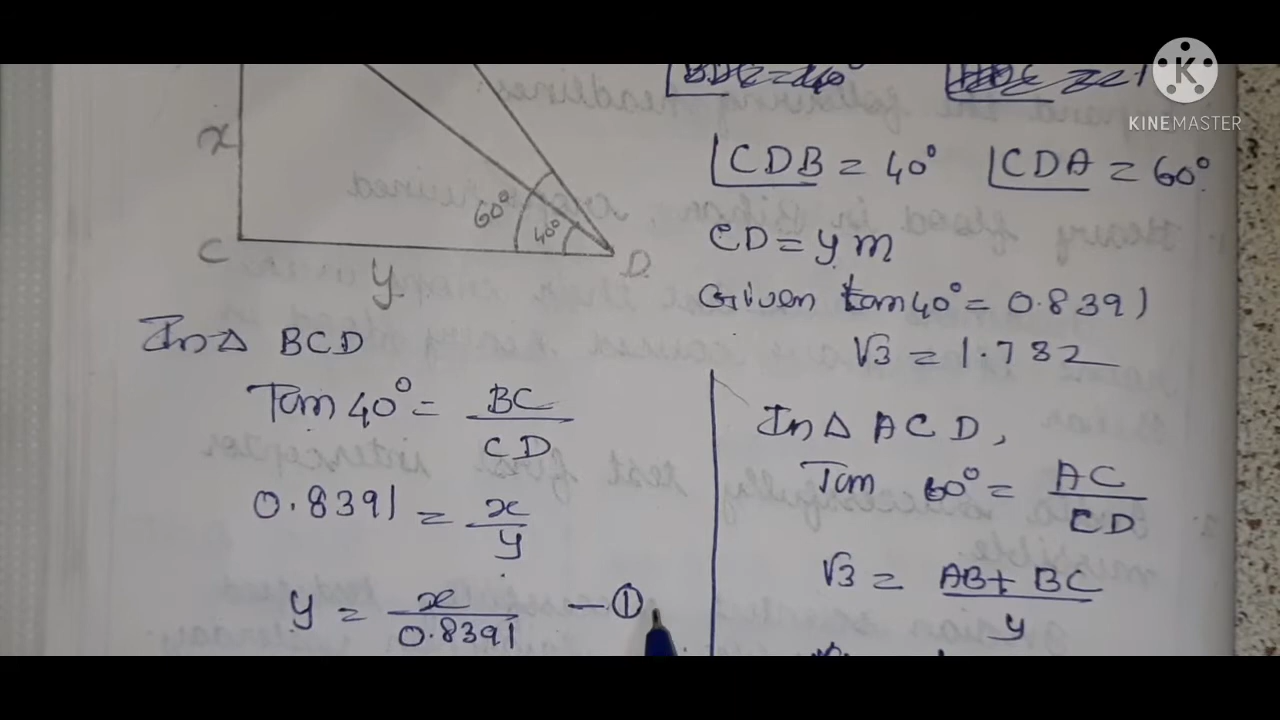 K
KINEMASTER
x
∠CDB = 40° ∠CDA = 60°
60° 40°
C D
y
CD = y m
Given tan40° = 0.8391
√3 = 1.782
In Δ BCD
Tan 40° = BC/CD
0.8391 = x/y
y = x/0.8391 — ①
In Δ ACD,
Tan 60° = AC/CD
√3 = AB+ BC/y